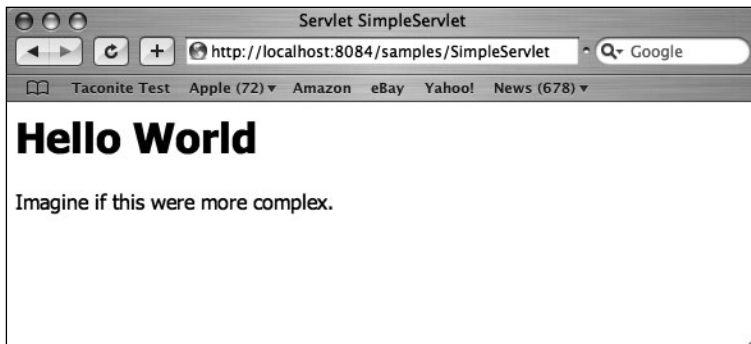 Servlet SimpleServlet
http://localhost:8084/samples/SimpleServlet Google
Taconite Test Apple (72) Amazon eBay Yahoo! News (678)
Hello World
Imagine if this were more complex.